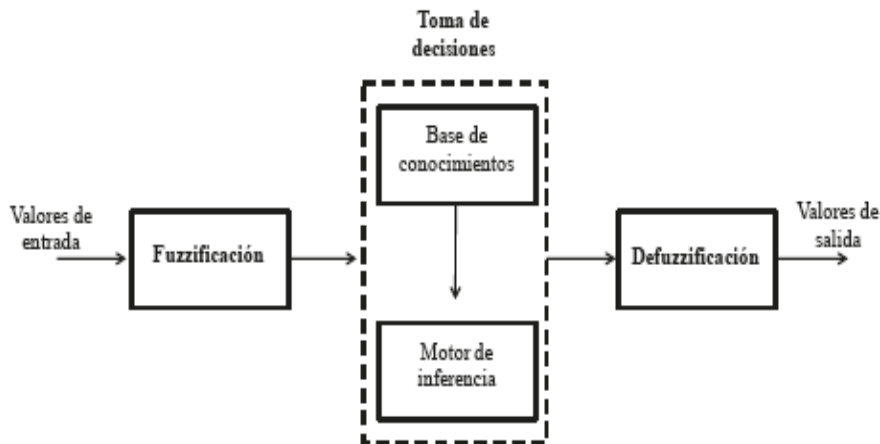 Toma de
decisiones
Base de
conocimientos
Valores de
entrada
Fuzzificación
Motor de
inferencia
Defuzzificación
Valores de
salida